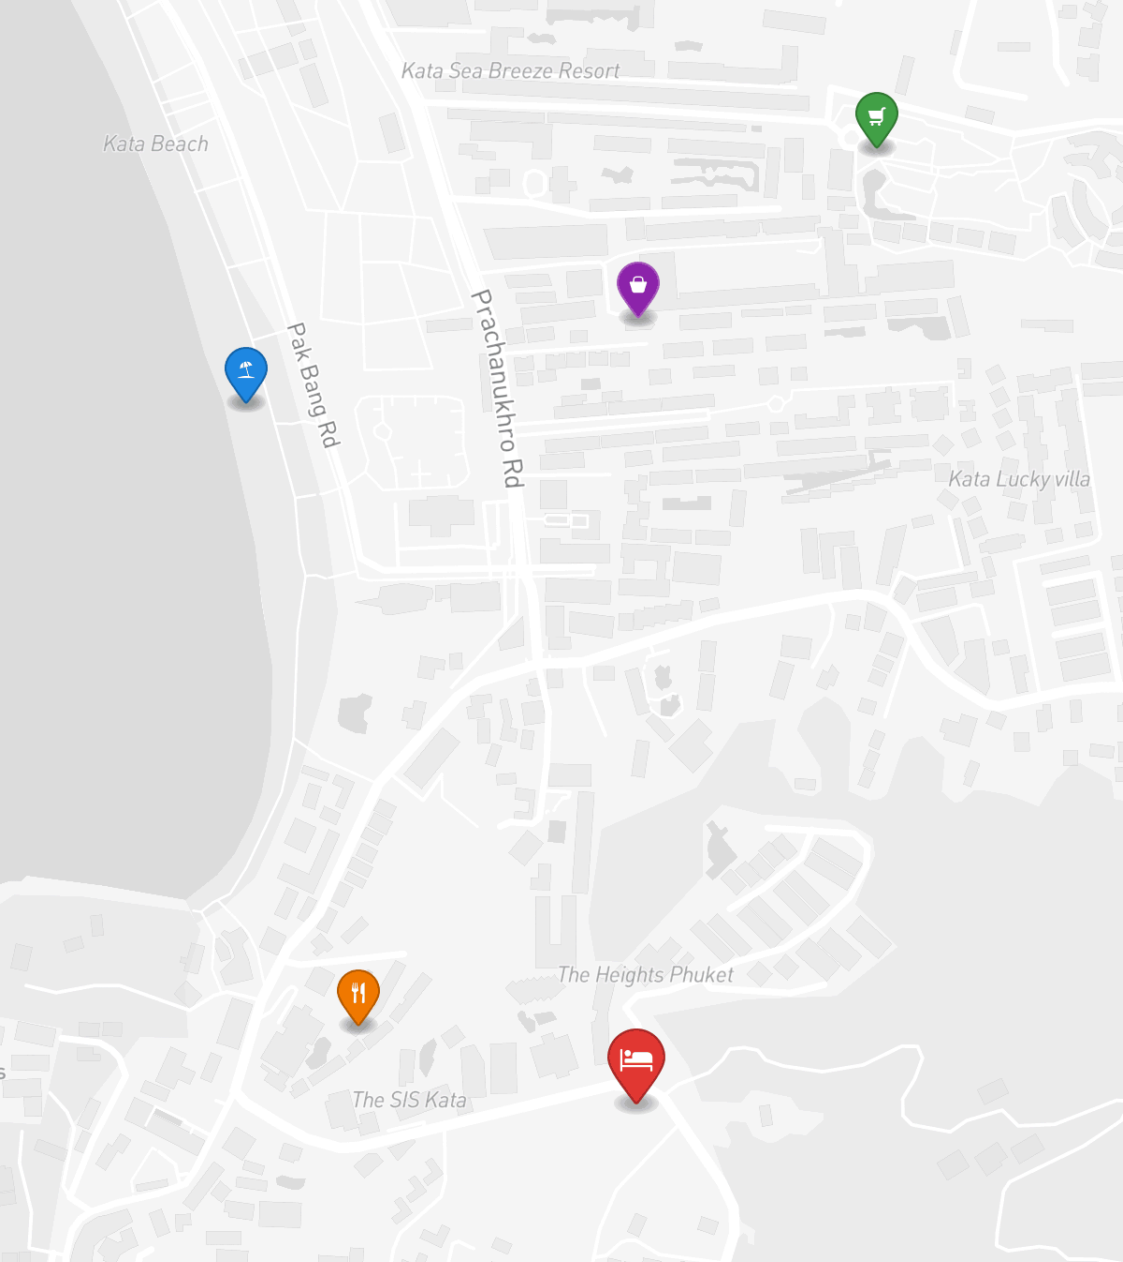 Kata Sea Breeze Resort
Kata Beach
Prachanukhro Rd
Pak Bang Rd
Kata Lucky villa
The Heights Phuket
s
The SIS Kata